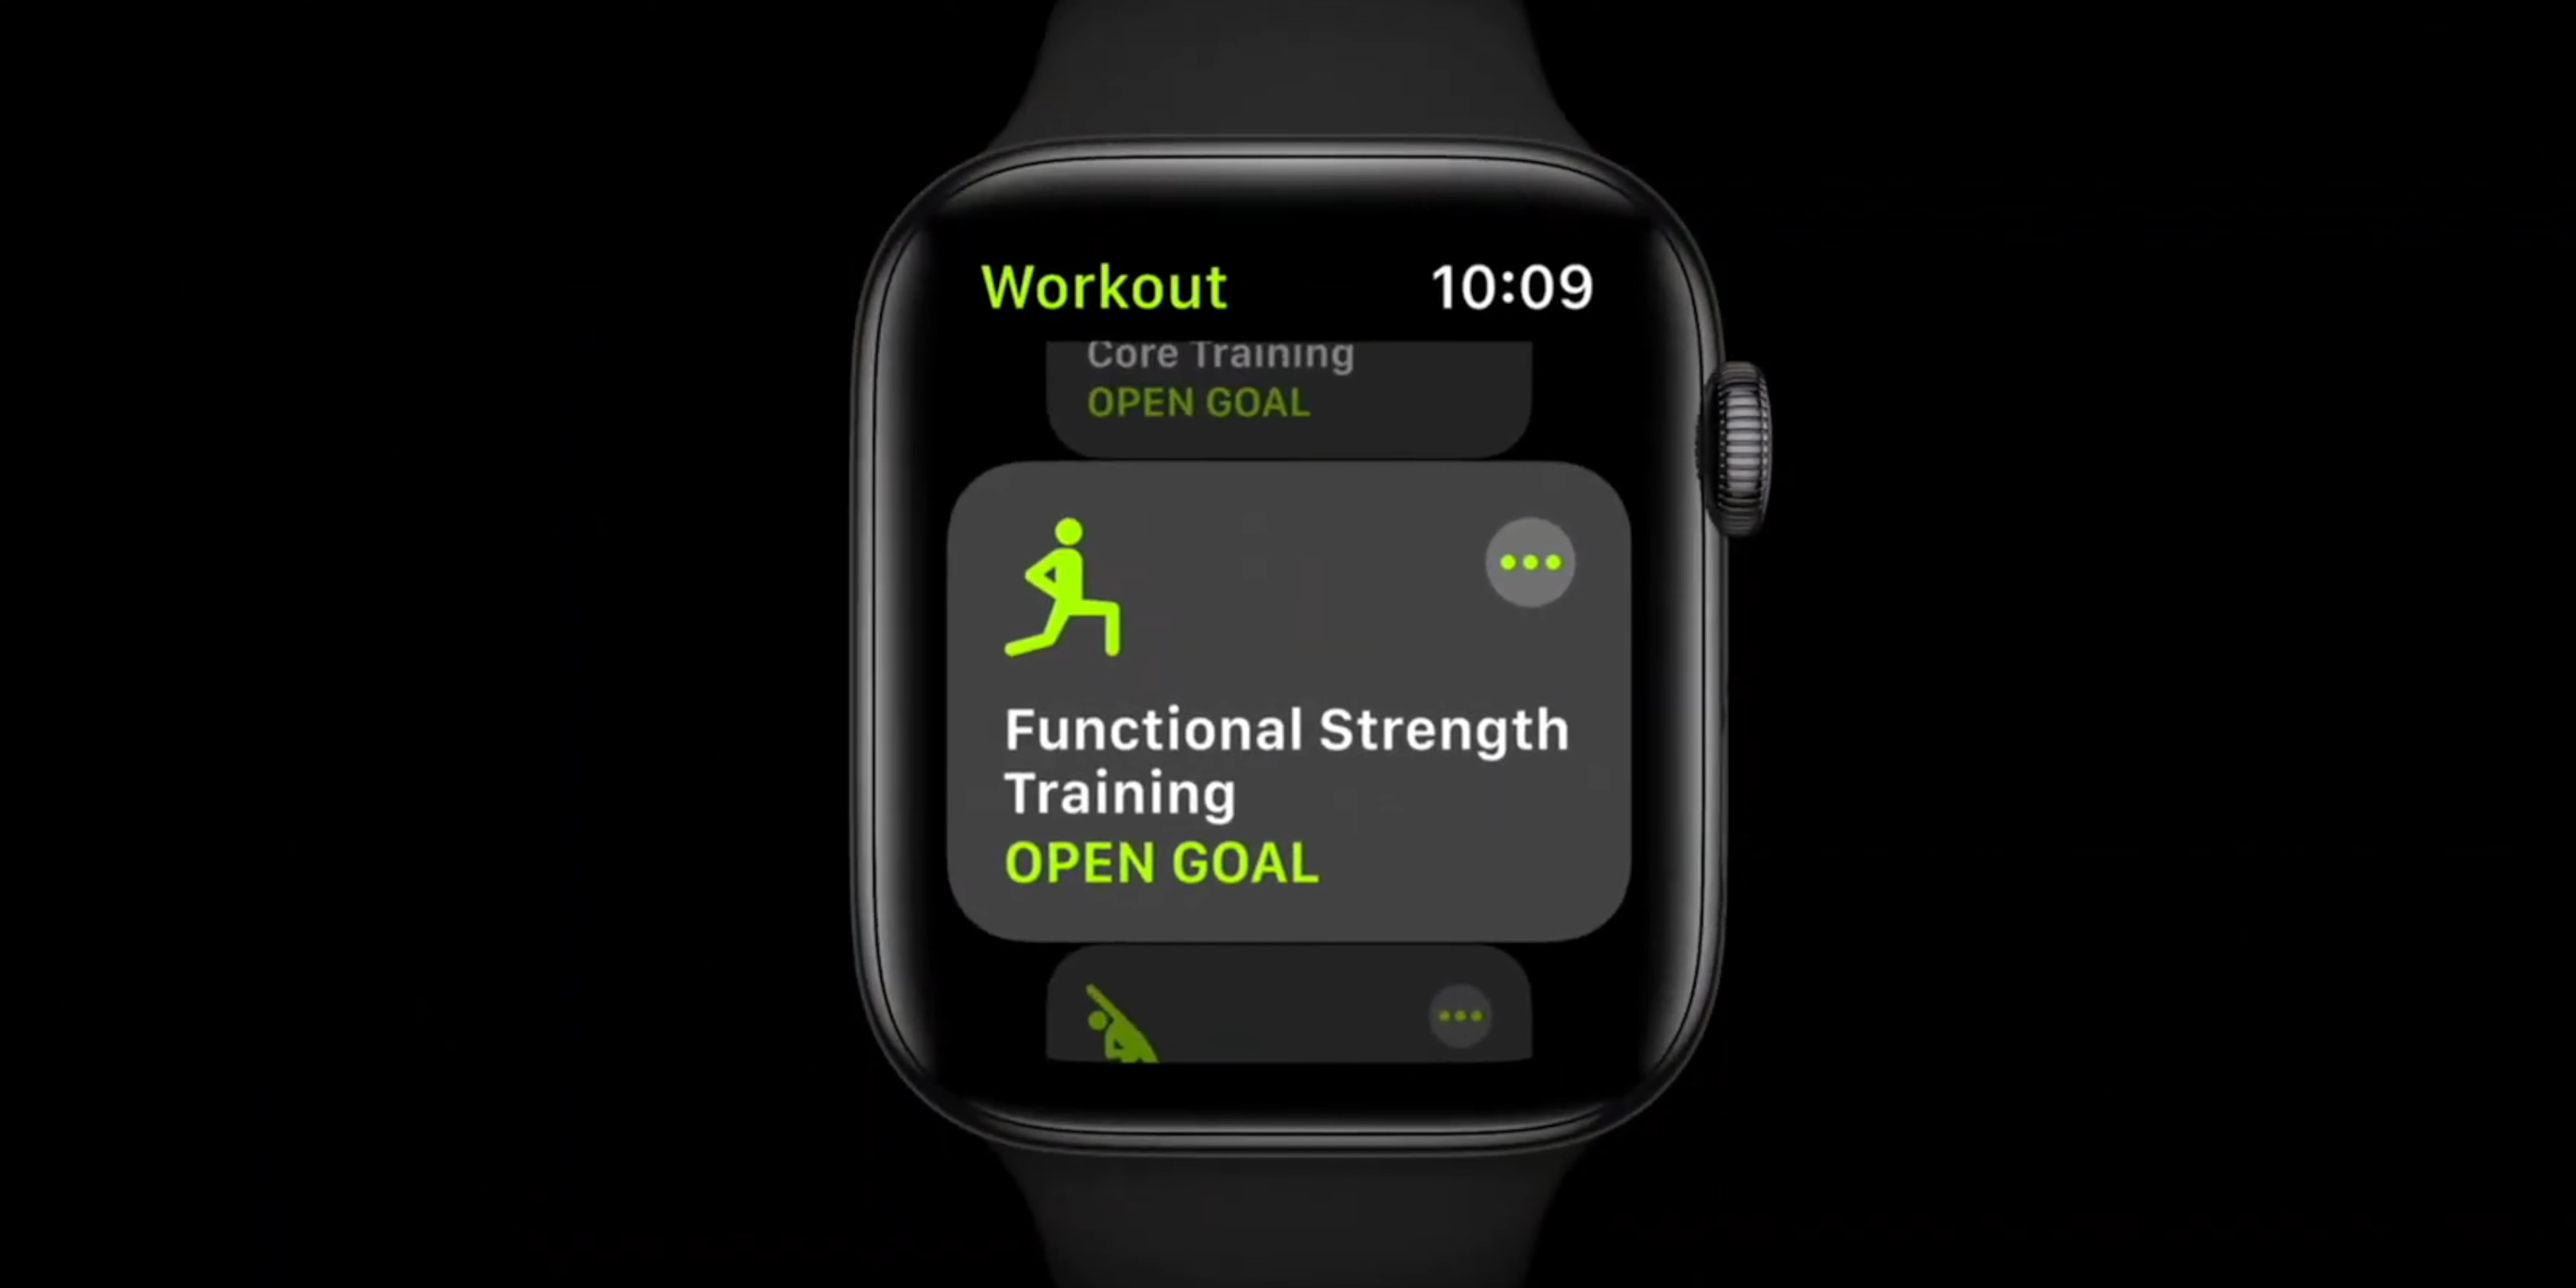 Workout 10:09
Core Training
OPEN GOAL
Functional Strength
Training
OPEN GOAL